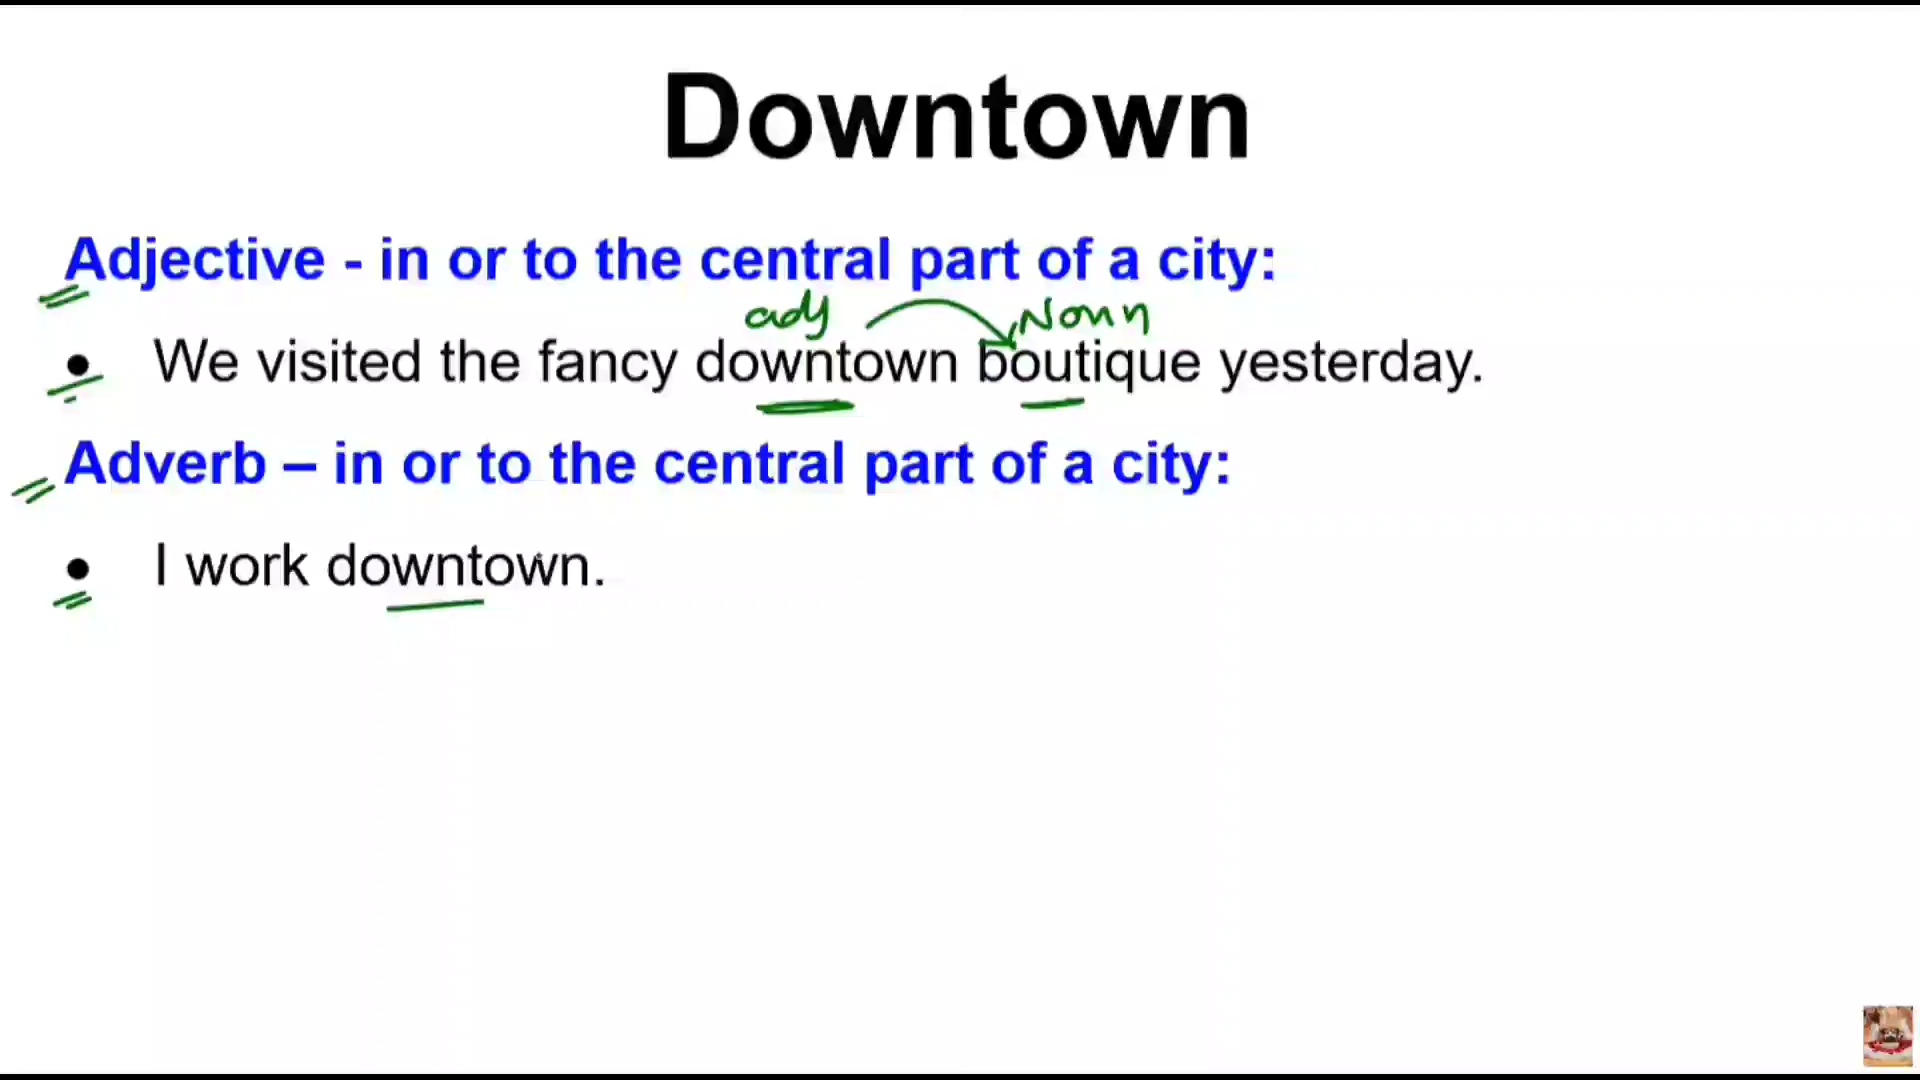 Downtown
Adjective - in or to the central part of a city:
adj Noun
• We visited the fancy downtown boutique yesterday.
Adverb – in or to the central part of a city:
• I work downtown.